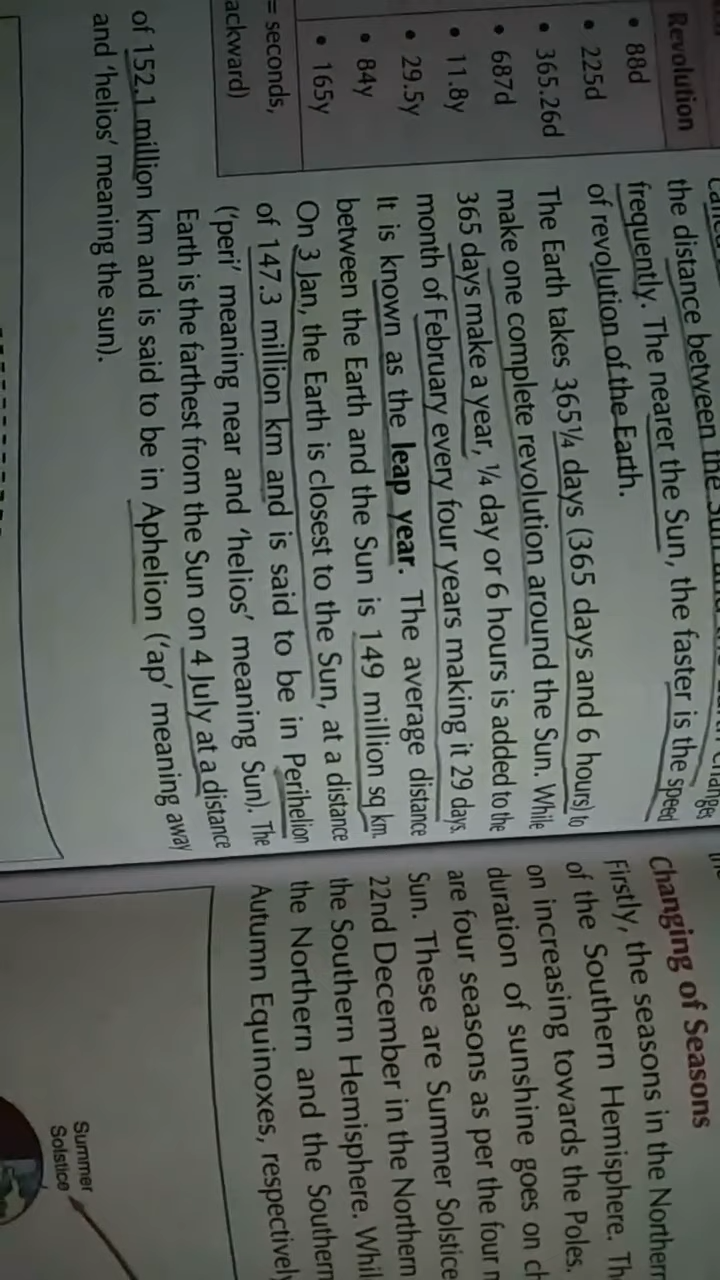 Revolution
• 88d
• 225d
• 365.26d
• 687d
• 11.8y
• 29.5y
• 84y
• 165y
= seconds,
ackward)
the distance between the
frequently. The nearer the Sun, the faster is the speed
of revolution of the Earth.
The Earth takes 365¼ days (365 days and 6 hours) to
make one complete revolution around the Sun. While
365 days make a year, ¼ day or 6 hours is added to the
month of February every four years making it 29 days.
It is known as the leap year. The average distance
between the Earth and the Sun is 149 million sq km.
On 3 Jan, the Earth is closest to the Sun, at a distance
of 147.3 million km and is said to be in Perihelion
('peri' meaning near and 'helios' meaning Sun). The
Earth is the farthest from the Sun on 4 July at a distance
of 152.1 million km and is said to be in Aphelion ('ap' meaning away
and 'helios' meaning the sun).
Changing of Seasons
Firstly, the seasons in the Northern
of the Southern Hemisphere. Th
on increasing towards the Poles.
duration of sunshine goes on ch
are four seasons as per the four
Sun. These are Summer Solstice
22nd December in the Northern
the Southern Hemisphere. Whil
the Northern and the Southern
Autumn Equinoxes, respectively
Summer
Solstice